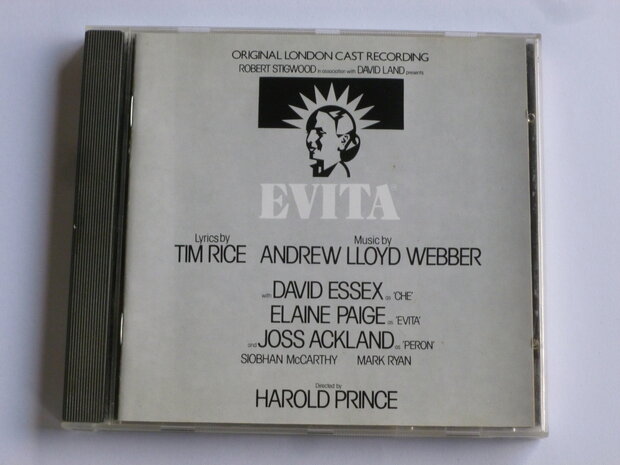 ORIGINAL LONDON CAST RECORDING
ROBERT STIGWOOD in association with DAVID LAND presents
EVITA
Lyrics by Music by
TIM RICE ANDREW LLOYD WEBBER
with DAVID ESSEX as 'CHE'
ELAINE PAIGE as 'EVITA'
and JOSS ACKLAND as 'PERON'
SIOBHAN McCARTHY MARK RYAN
Directed by
HAROLD PRINCE